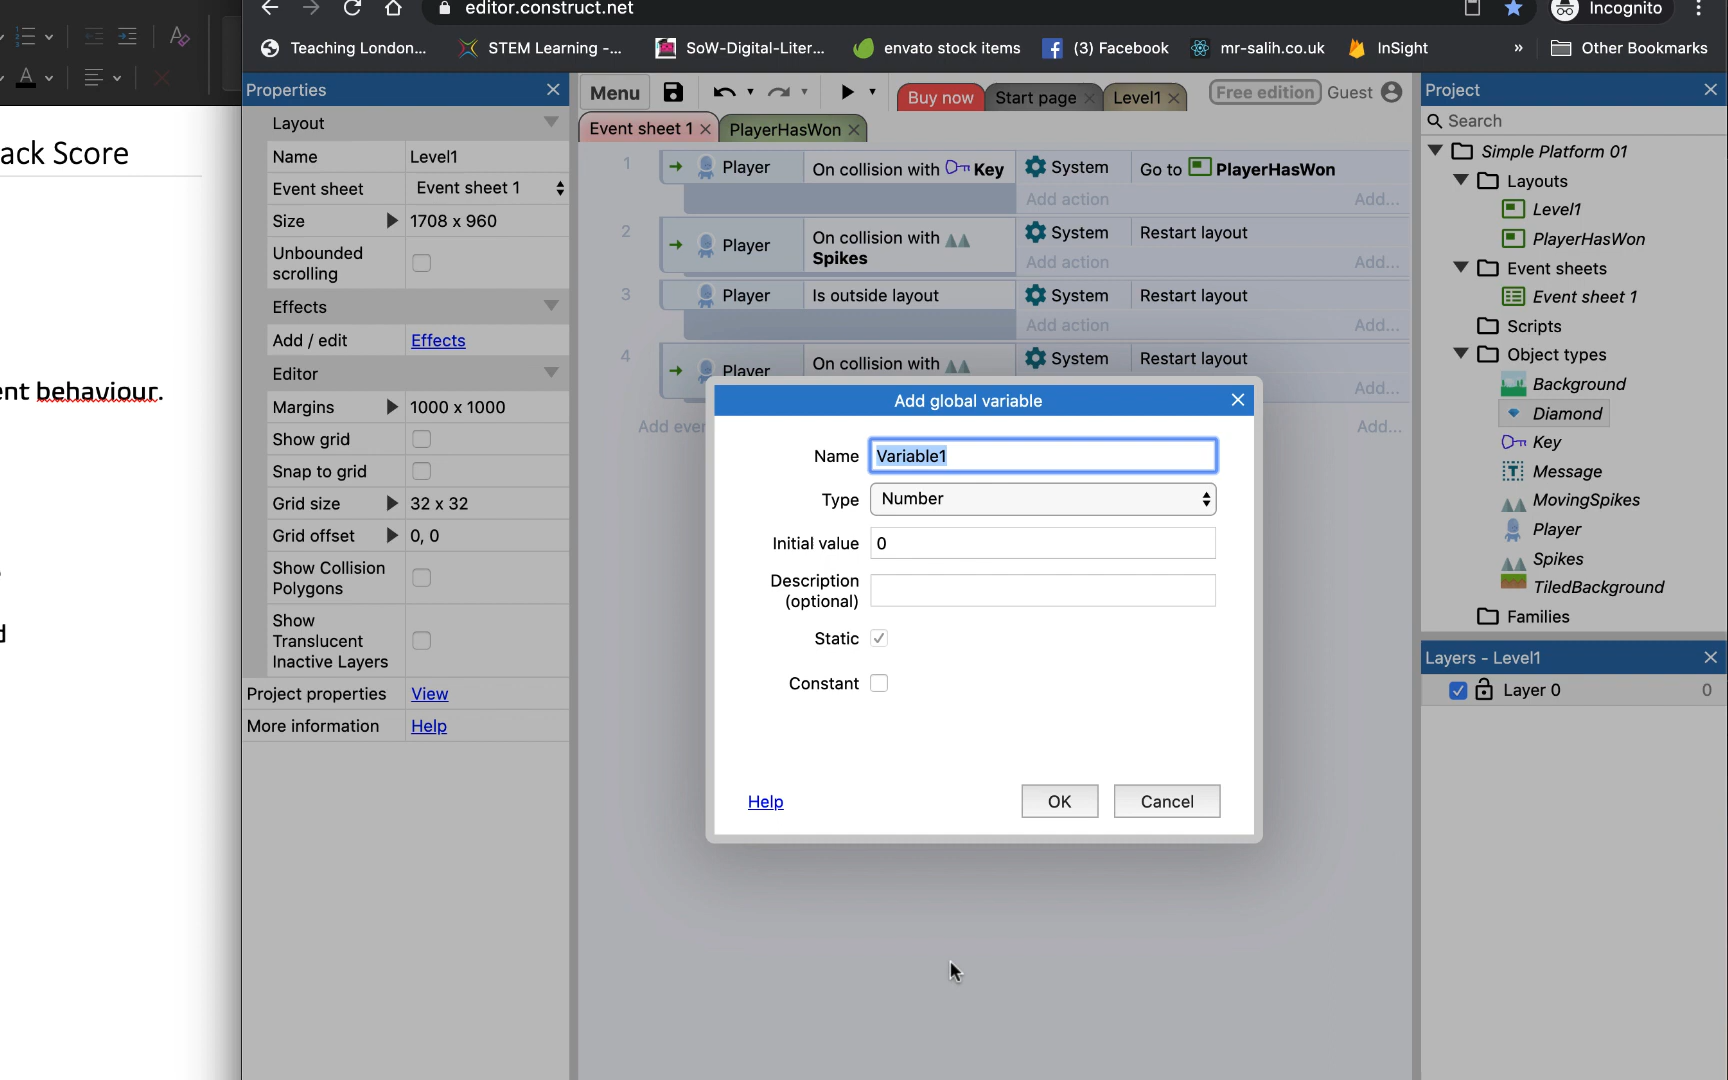 editor.construct.net
Incognito
Teaching London...
STEM Learning -...
SoW-Digital-Liter...
envato stock items
(3) Facebook
mr-salih.co.uk
InSight
»
Other Bookmarks
A
ack Score
ent behaviour.
d
Properties
Layout
Name Level1
Event sheet Event sheet 1
Size 1708 x 960
Unbounded
scrolling
Effects
Add / edit Effects
Editor
Margins 1000 x 1000
Show grid
Snap to grid
Grid size 32 x 32
Grid offset 0, 0
Show Collision
Polygons
Show
Translucent
Inactive Layers
Project properties View
More information Help
Menu
Buy now
Start page
Level1
Free edition
Guest
Event sheet 1
PlayerHasWon
1 Player On collision with Key System Go to PlayerHasWon
Add action Add...
2 Player On collision with
Spikes
System Restart layout
Add action Add...
3 Player Is outside layout System Restart layout
Add action Add...
4 Player On collision with System Restart layout
Add...
Add ever
Add...
Add global variable
Name Variable1
Type Number
Initial value 0
Description
(optional)
Static
Constant
Help
OK
Cancel
Project
Search
Simple Platform 01
Layouts
Level1
PlayerHasWon
Event sheets
Event sheet 1
Scripts
Object types
Background
Diamond
Key
Message
MovingSpikes
Player
Spikes
TiledBackground
Families
Layers - Level1
Layer 0 0